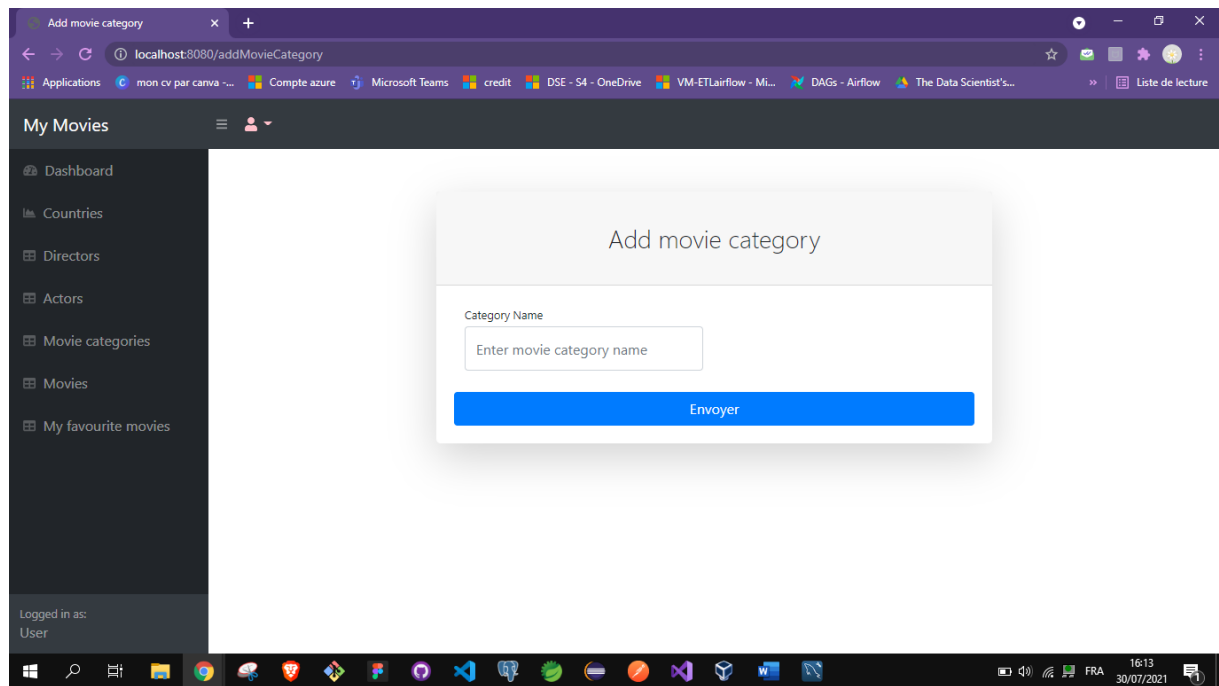 Add movie category
localhost:8080/addMovieCategory
Applications mon cv par canva -... Compte azure Microsoft Teams credit DSE - S4 - OneDrive VM-ETLairflow - Mi... DAGs - Airflow The Data Scientist's... » Liste de lecture
My Movies
Dashboard
Countries
Directors
Actors
Movie categories
Movies
My favourite movies
Logged in as:
User
Add movie category
Category Name
Enter movie category name
Envoyer
FRA
16:13
30/07/2021
1